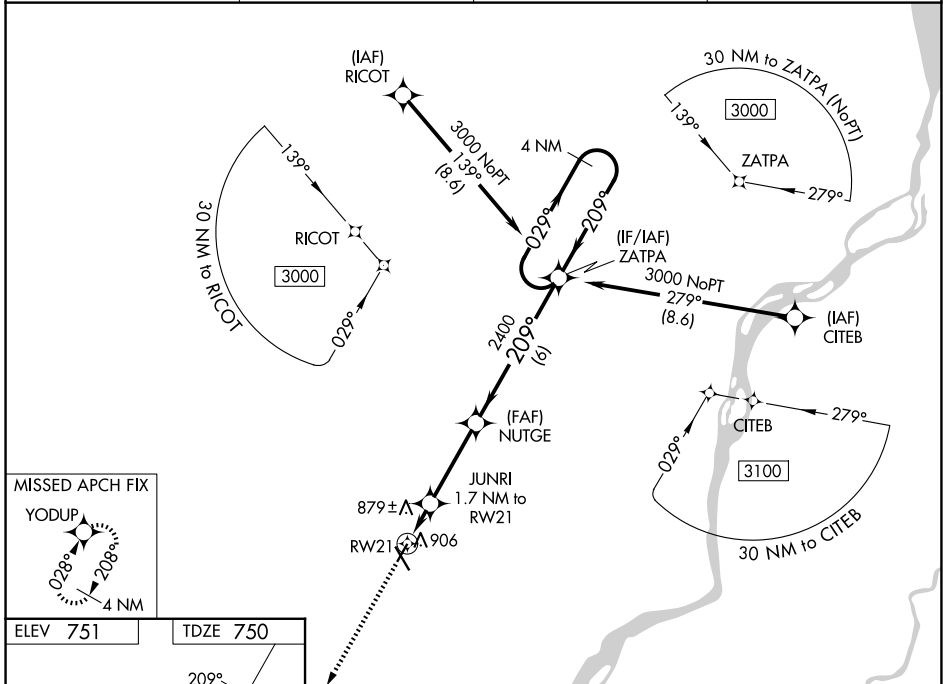 (IAF)
RICOT
3000 NoPT
139°
(8.6)
4 NM
029°
209°
(IF/IAF)
ZATPA
30 NM to ZATPA (NoPT)
3000
139°
ZATPA
279°
139°
30 NM to RICOT
RICOT
3000
029°
3000 NoPT
279°
(8.6)
(IAF)
CITEB
2400
209°
(6)
(FAF)
NUTGE
CITEB
279°
029°
3100
30 NM to CITEB
JUNRI
1.7 NM to
RW21
879±
RW21
906
MISSED APCH FIX
YODUP
028°
208°
4 NM
ELEV 751
TDZE 750
209°